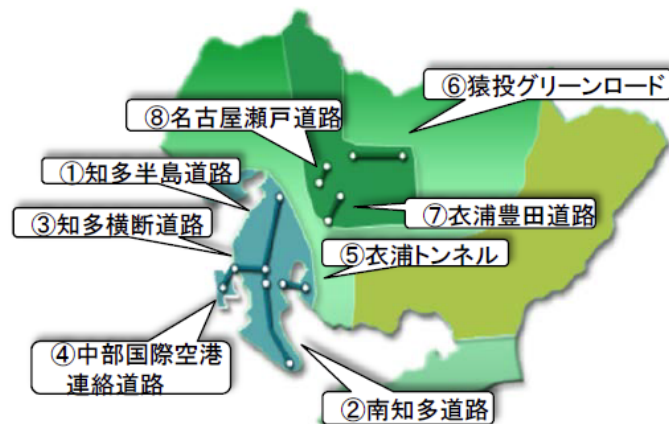 ⑥猿投グリーンロード
⑧名古屋瀬戸道路
①知多半島道路
③知多横断道路
⑦衣浦豊田道路
⑤衣浦トンネル
④中部国際空港
連絡道路
②南知多道路